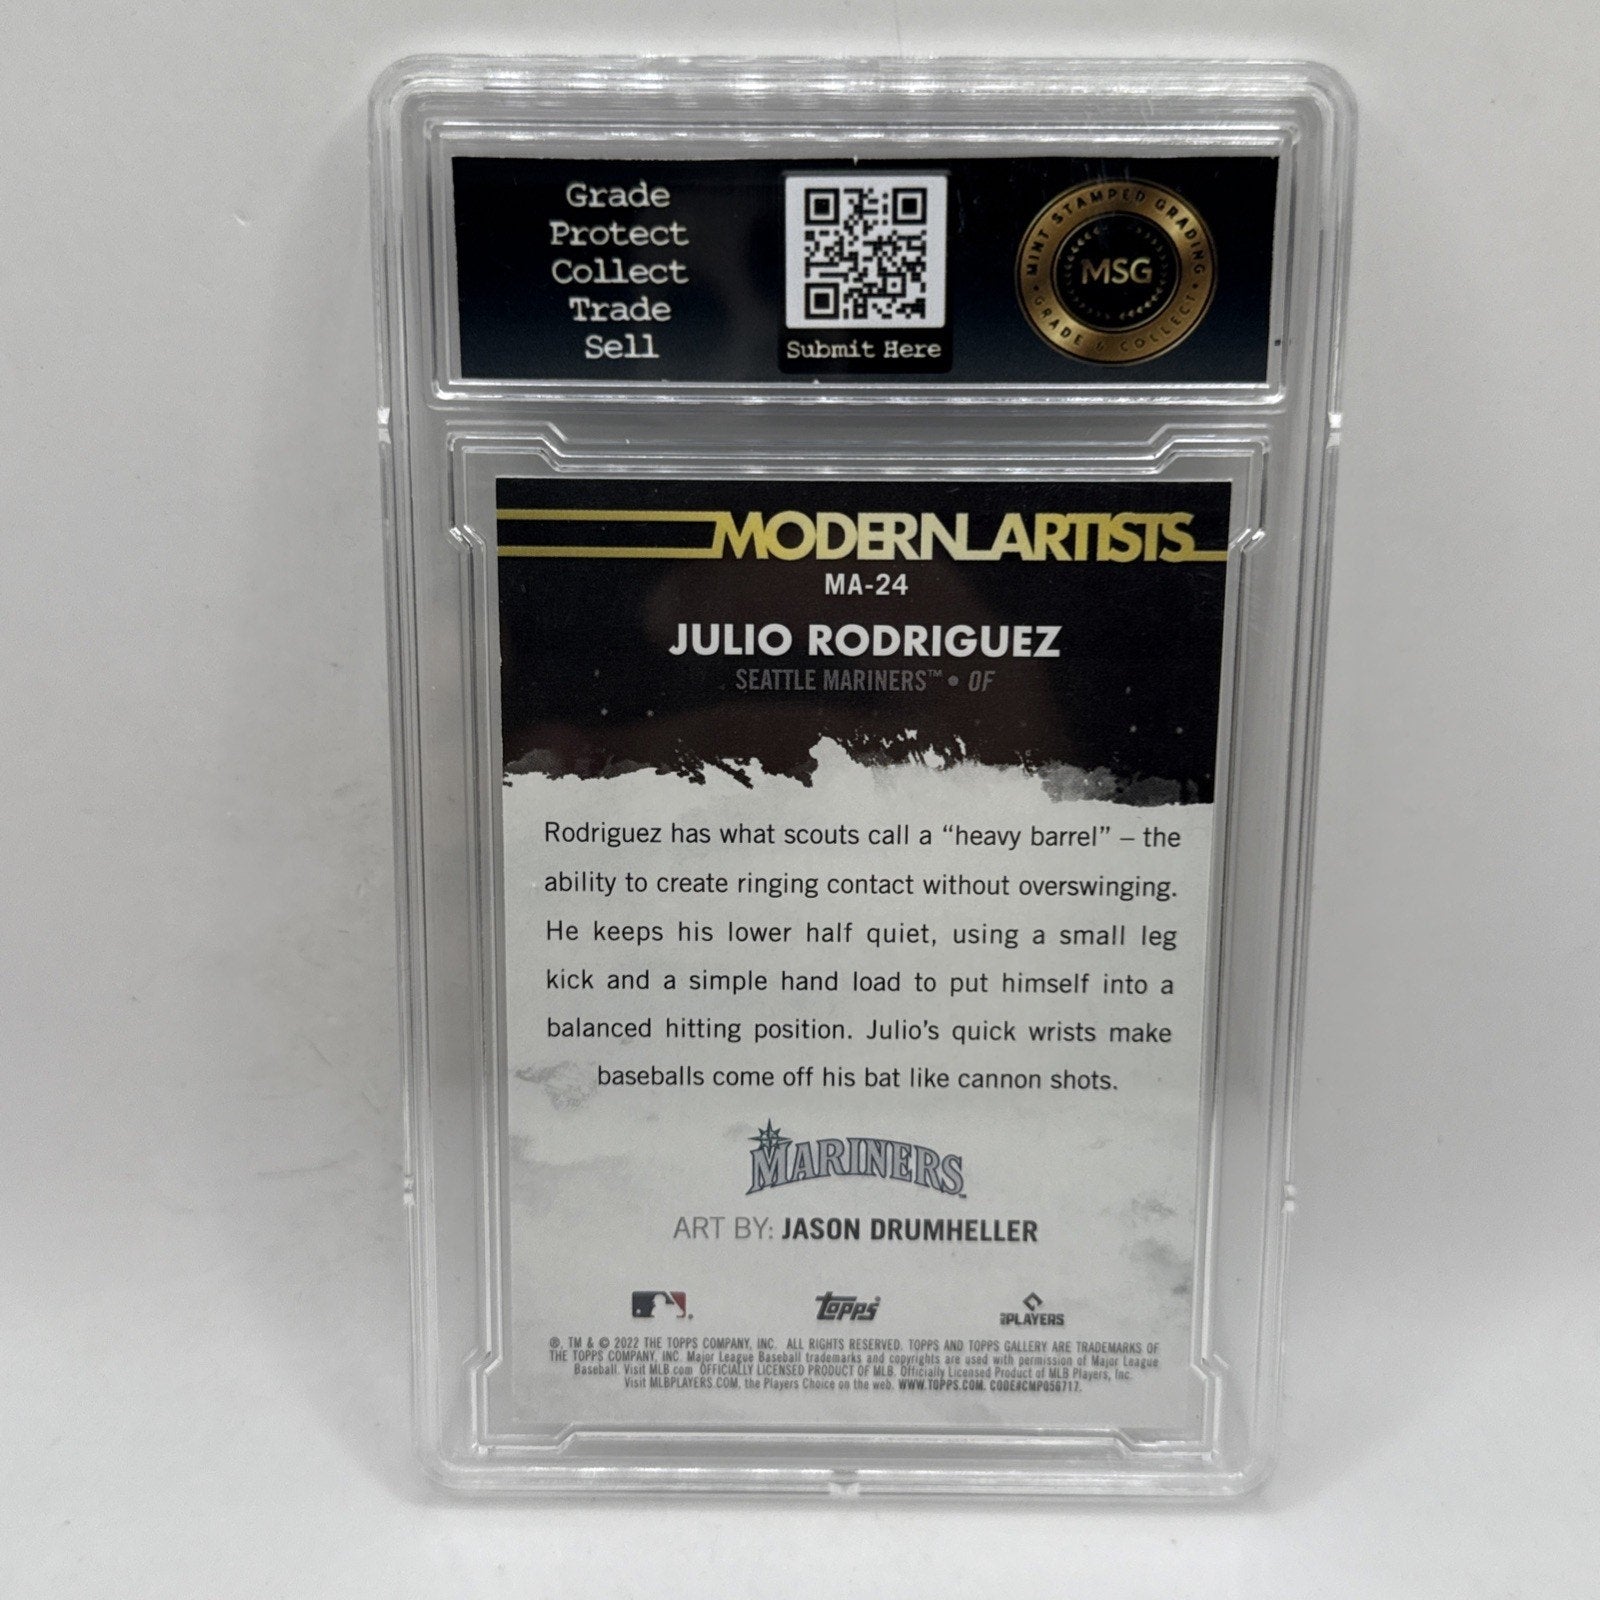 Grade
Protect
Collect
Trade
Sell
Submit Here
MINT STAMPED GRADING
MSG
GRADE & COLLECT
MODERN ARTISTS
MA-24
JULIO RODRIGUEZ
SEATTLE MARINERS™ • OF
Rodriguez has what scouts call a “heavy barrel” – the
ability to create ringing contact without overswinging.
He keeps his lower half quiet, using a small leg
kick and a simple hand load to put himself into a
balanced hitting position. Julio’s quick wrists make
baseballs come off his bat like cannon shots.
MARINERS™
ART BY: JASON DRUMHELLER
Topps
PLAYERS
®, TM & © 2022 THE TOPPS COMPANY, INC. ALL RIGHTS RESERVED. TOPPS AND TOPPS GALLERY ARE TRADEMARKS OF
THE TOPPS COMPANY, INC. Major League Baseball trademarks and copyrights are used with permission of Major League
Baseball. Visit MLB.com. OFFICIALLY LICENSED PRODUCT OF MLB. Officially Licensed Product of MLB Players, Inc.
Visit MLBPLAYERS.COM, the Players Choice on the web. WWW.TOPPS.COM. CODE#CMP056717.